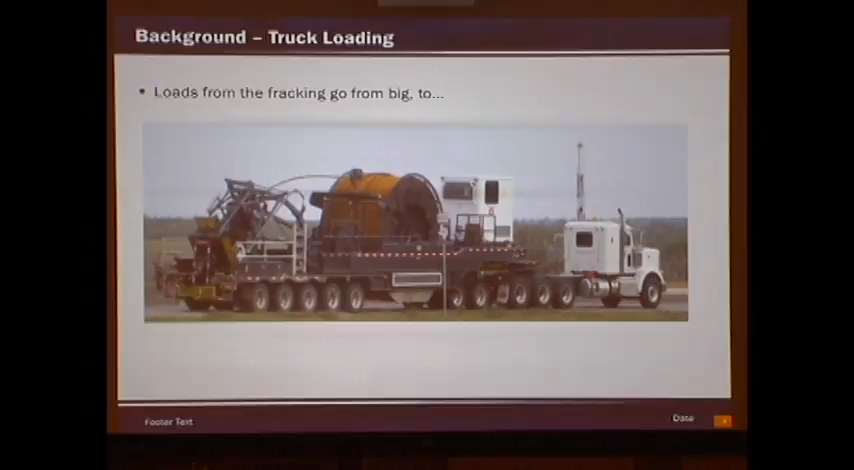 Background – Truck Loading
• Loads from the fracking go from big, to...
Footer Text
Date